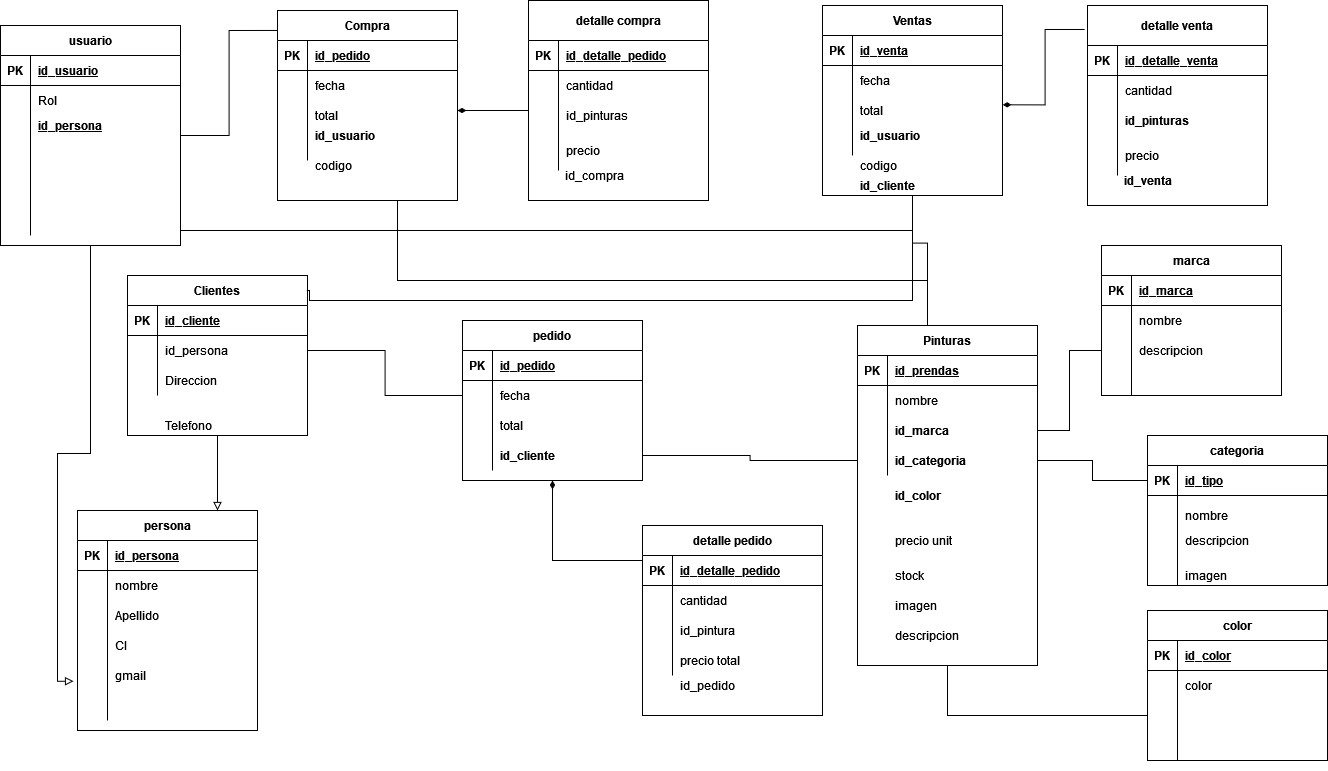 usuario
PK id_usuario
Rol
id_persona
Compra
PK id_pedido
fecha
total
id_usuario
codigo
detalle compra
PK id_detalle_pedido
cantidad
id_pinturas
precio
id_compra
Ventas
PK id_venta
fecha
total
id_usuario
codigo
id_cliente
detalle venta
PK id_detalle_venta
cantidad
id_pinturas
precio
id_venta
Clientes
PK id_cliente
id_persona
Direccion
Telefono
pedido
PK id_pedido
fecha
total
id_cliente
Pinturas
PK id_prendas
nombre
id_marca
id_categoria
id_color
precio unit
stock
imagen
descripcion
marca
PK id_marca
nombre
descripcion
categoria
PK id_tipo
nombre
descripcion
imagen
persona
PK id_persona
nombre
Apellido
CI
gmail
detalle pedido
PK id_detalle_pedido
cantidad
id_pintura
precio total
id_pedido
color
PK id_color
color